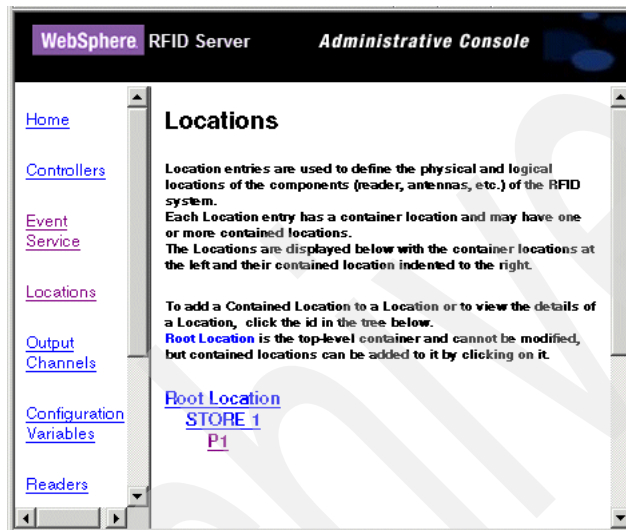 WebSphere. RFID Server Administrative Console
Home
Controllers
Event
Service
Locations
Output
Channels
Configuration
Variables
Readers
Locations
Location entries are used to define the physical and logical
locations of the components (reader, antennas, etc.) of the RFID
system.
Each Location entry has a container location and may have one
or more contained locations.
The Locations are displayed below with the container locations at
the left and their contained location indented to the right.
To add a Contained Location to a Location or to view the details of
a Location, click the id in the tree below.
Root Location is the top-level container and cannot be modified,
but contained locations can be added to it by clicking on it.
Root Location
STORE 1
P1